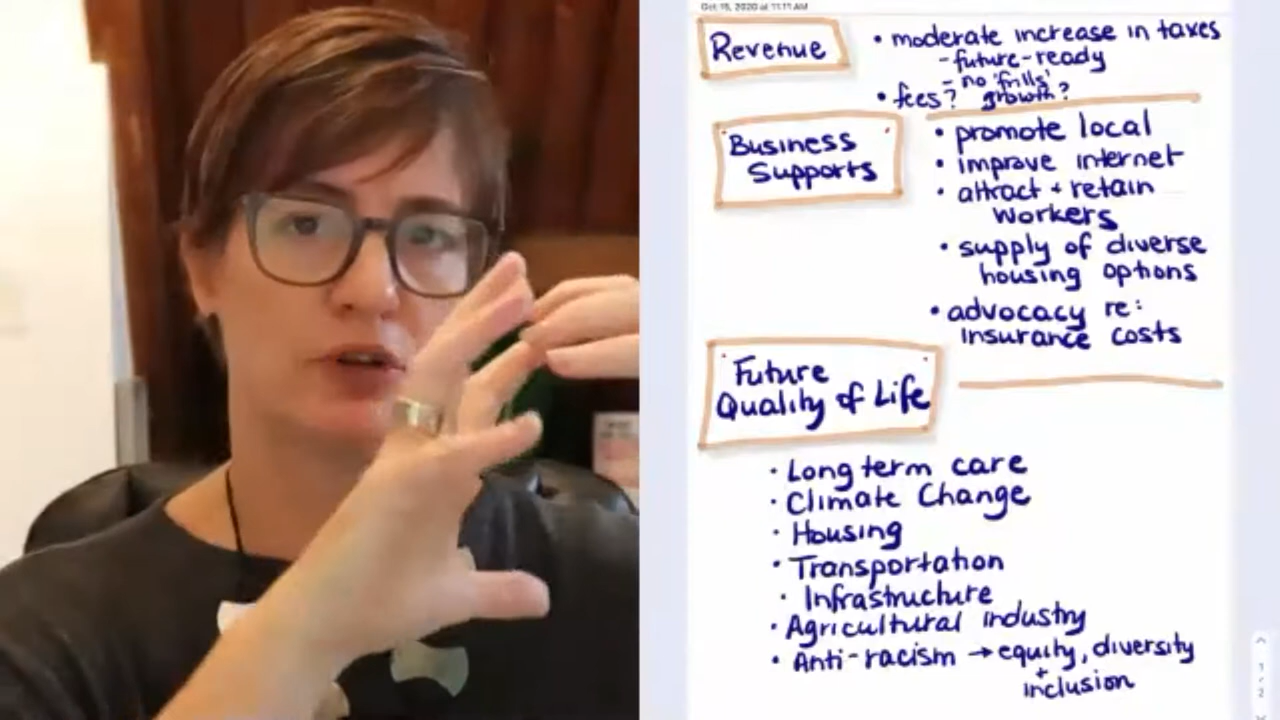 Oct 15, 2020 at 11:11 AM
Revenue
• moderate increase in taxes
- future-ready
- no 'frills'
• fees? growth?
Business
Supports
• promote local
• improve internet
• attract + retain
workers
• supply of diverse
housing options
• advocacy re:
insurance costs
Future
Quality of Life
• Long term care
• Climate Change
• Housing
• Transportation
• Infrastructure
• Agricultural industry
• Anti-racism → equity, diversity
+
inclusion
1 / 2